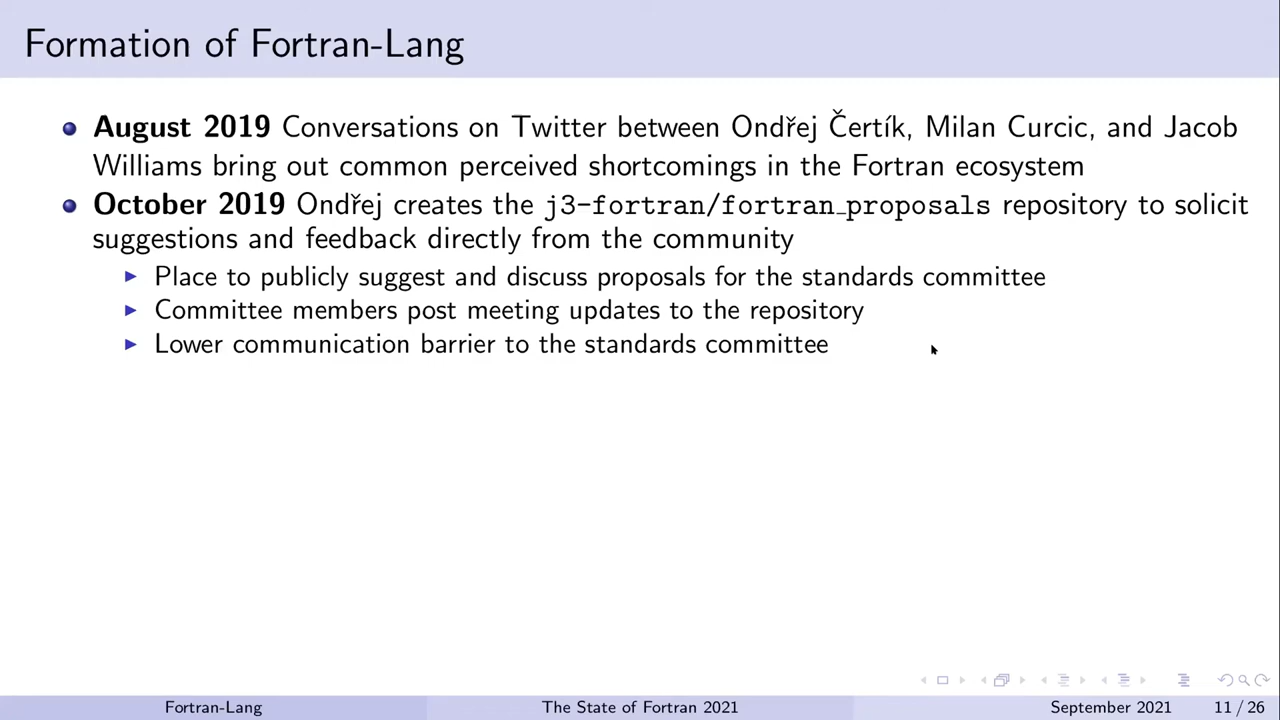 Formation of Fortran-Lang
August 2019 Conversations on Twitter between Ondřej Čertík, Milan Curcic, and Jacob
Williams bring out common perceived shortcomings in the Fortran ecosystem
October 2019 Ondřej creates the j3-fortran/fortran_proposals repository to solicit
suggestions and feedback directly from the community
Place to publicly suggest and discuss proposals for the standards committee
Committee members post meeting updates to the repository
Lower communication barrier to the standards committee
Fortran-Lang The State of Fortran 2021 September 2021 11 / 26